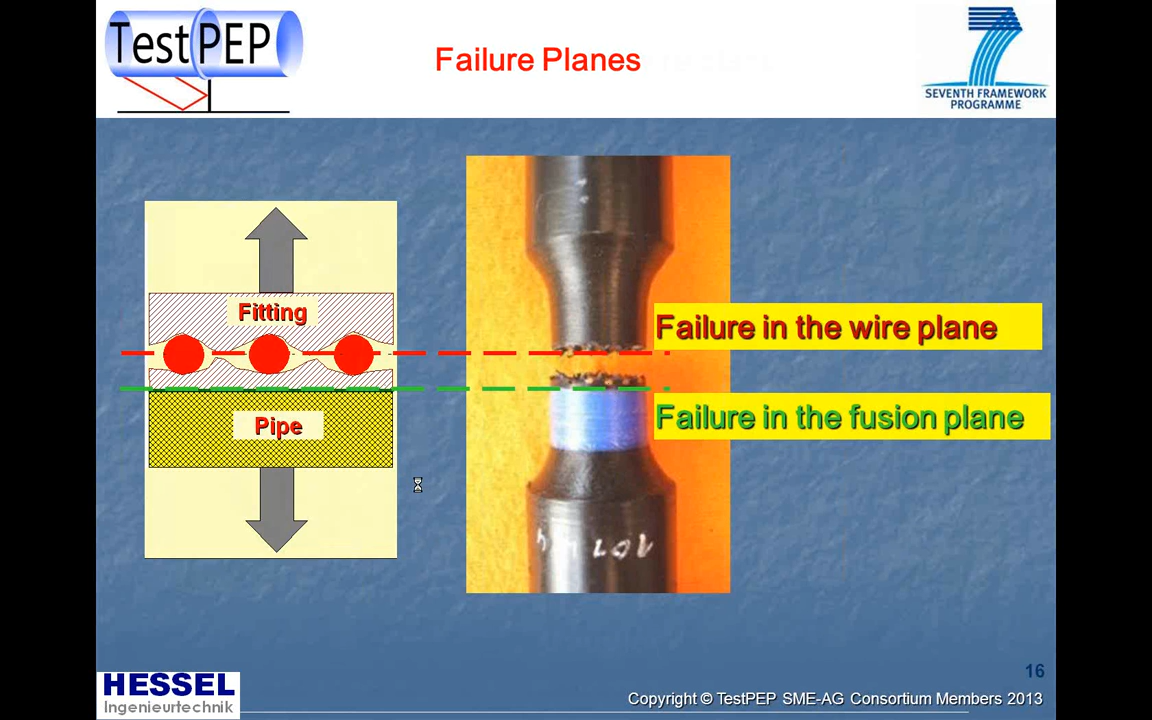 TestPEP
Failure Planes
SEVENTH FRAMEWORK
PROGRAMME
Fitting
Failure in the wire plane
Failure in the fusion plane
Pipe
16
HESSEL
Ingenieurtechnik
Copyright © TestPEP SME-AG Consortium Members 2013